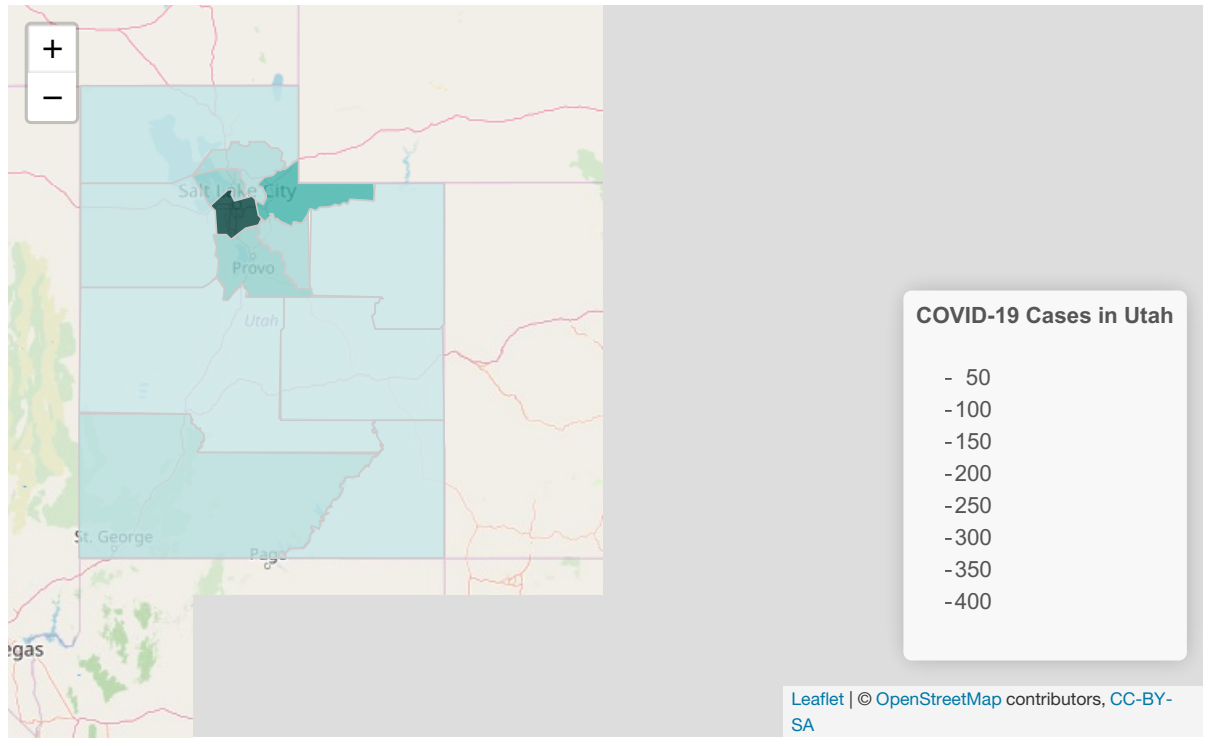 +
−
Salt Lake City
Provo
Utah
St. George
Page
egas
COVID-19 Cases in Utah
- 50
-100
-150
-200
-250
-300
-350
-400
Leaflet | © OpenStreetMap contributors, CC-BY-
SA